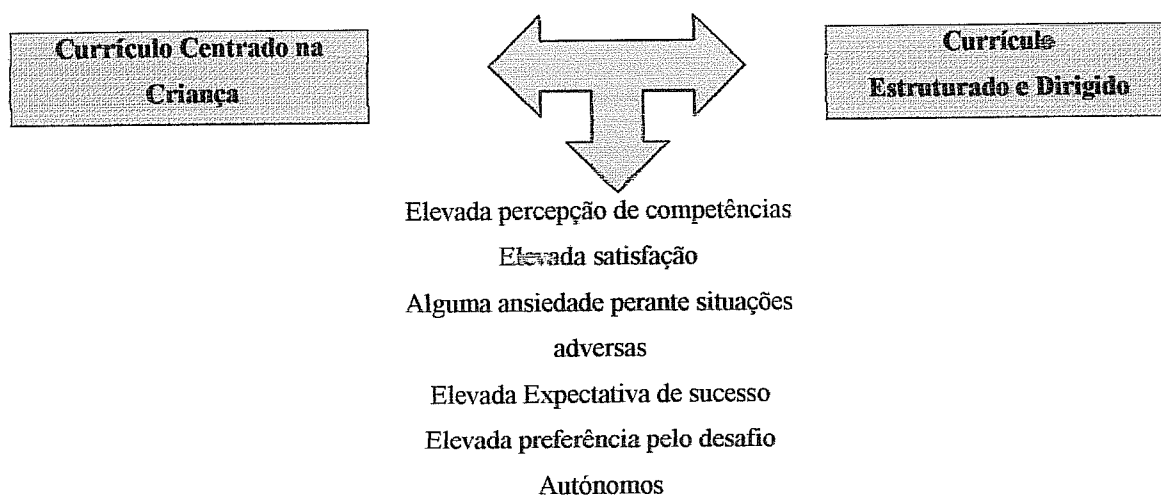 Currículo Centrado na
Criança
Currículo
Estruturado e Dirigido
Elevada percepção de competências
Elevada satisfação
Alguma ansiedade perante situações
adversas
Elevada Expectativa de sucesso
Elevada preferência pelo desafio
Autónomos